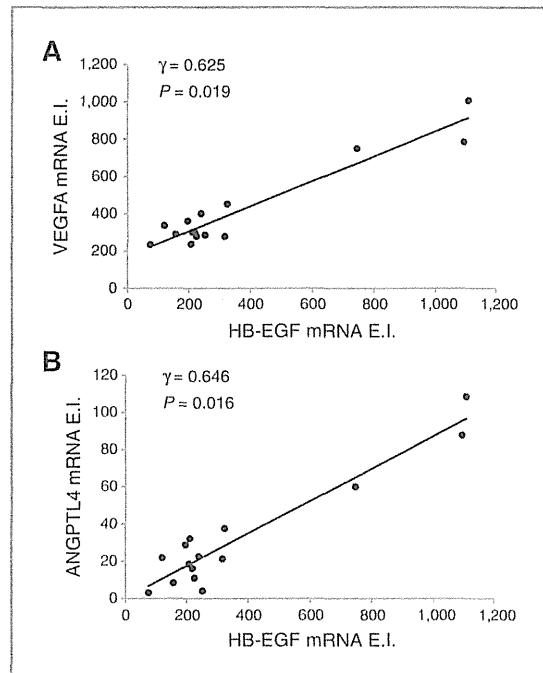 A
γ = 0.625
P = 0.019
1,200
1,000
800
600
400
200
0
VEGFA mRNA E.I.
0 200 400 600 800 1,000 1,200
HB-EGF mRNA E.I.
B
γ = 0.646
P = 0.016
120
100
80
60
40
20
0
ANGPTL4 mRNA E.I.
0 200 400 600 800 1,000 1,200
HB-EGF mRNA E.I.